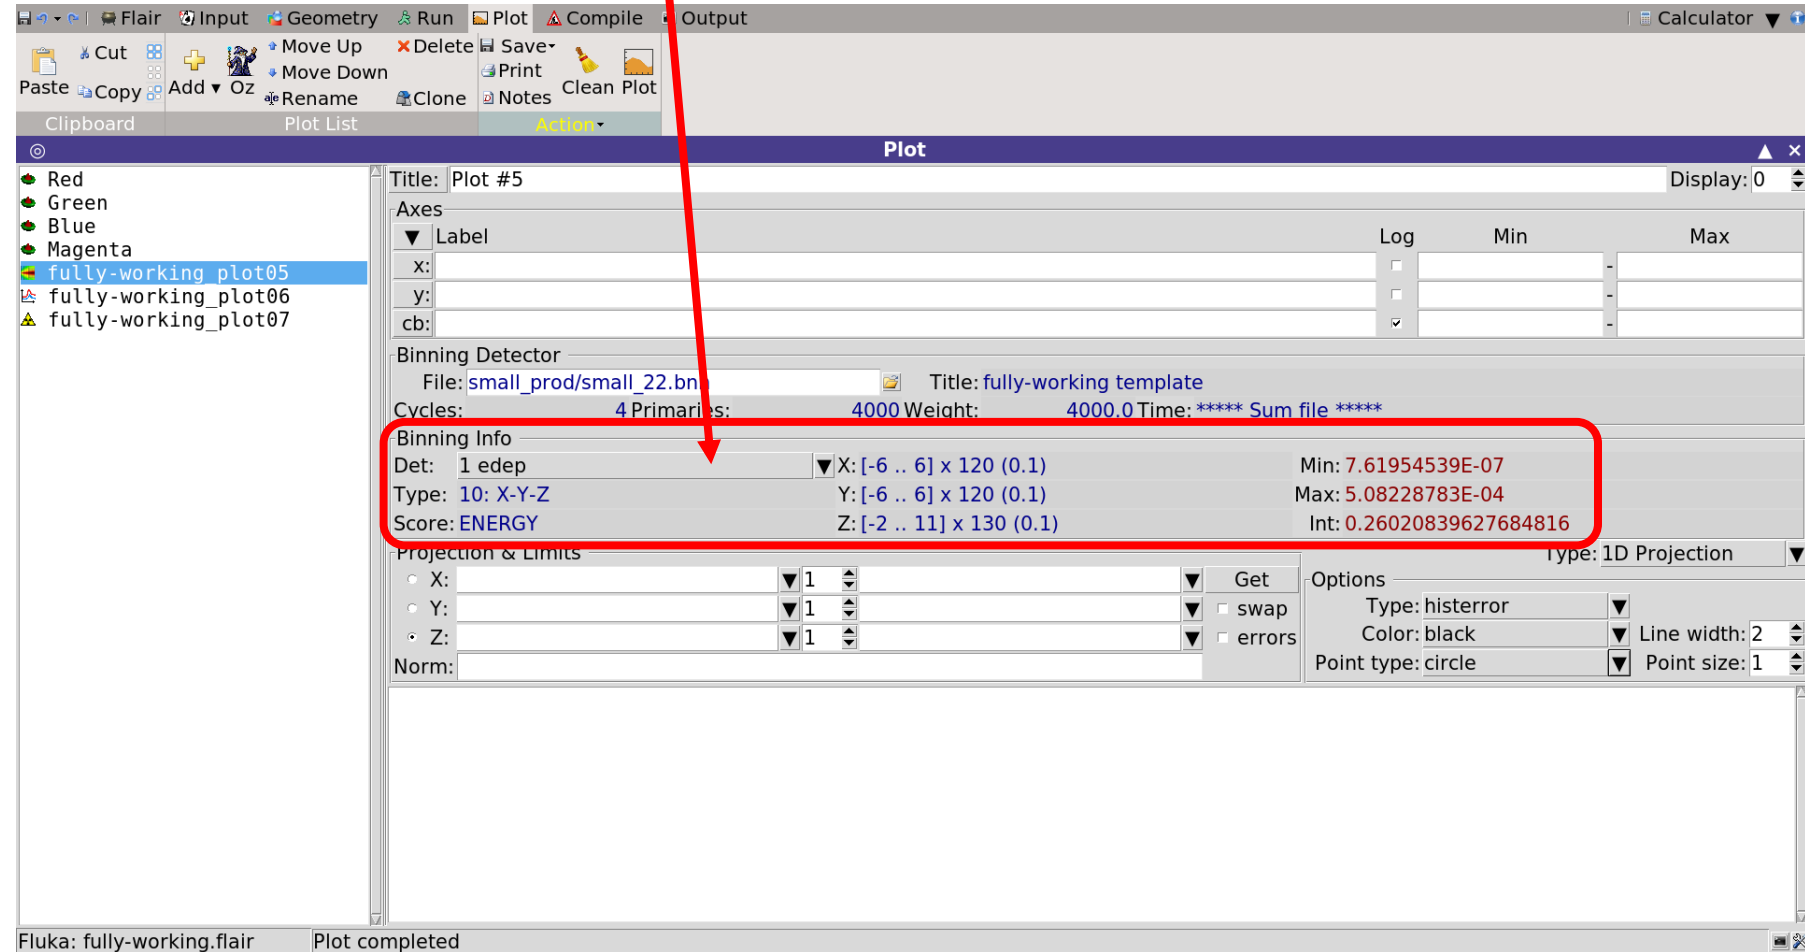 Flair Input Geometry Run Plot Compile Output Calculator
Paste Cut Copy Add Oz Move Up Move Down Rename Delete Clone Save Print Notes Clean Plot
Clipboard Plot List Action
Plot
Red
Green
Blue
Magenta
fully-working_plot05
fully-working_plot06
fully-working_plot07
Title: Plot #5 Display: 0
Axes
Label Log Min Max
x: -
y: -
cb: -
Binning Detector
File: small_prod/small_22.bnn Title: fully-working template
Cycles: 4 Primaries: 4000 Weight: 4000.0 Time: ***** Sum file *****
Binning Info
Det: 1 edep X: [-6 .. 6] x 120 (0.1) Min: 7.61954539E-07
Type: 10: X-Y-Z Y: [-6 .. 6] x 120 (0.1) Max: 5.08228783E-04
Score: ENERGY Z: [-2 .. 11] x 130 (0.1) Int: 0.26020839627684816
Projection & Limits Type: 1D Projection
X: 1 Get Options
Y: 1 swap Type: histerror
Z: 1 errors Color: black Line width: 2
Norm: Point type: circle Point size: 1
Fluka: fully-working.flair Plot completed